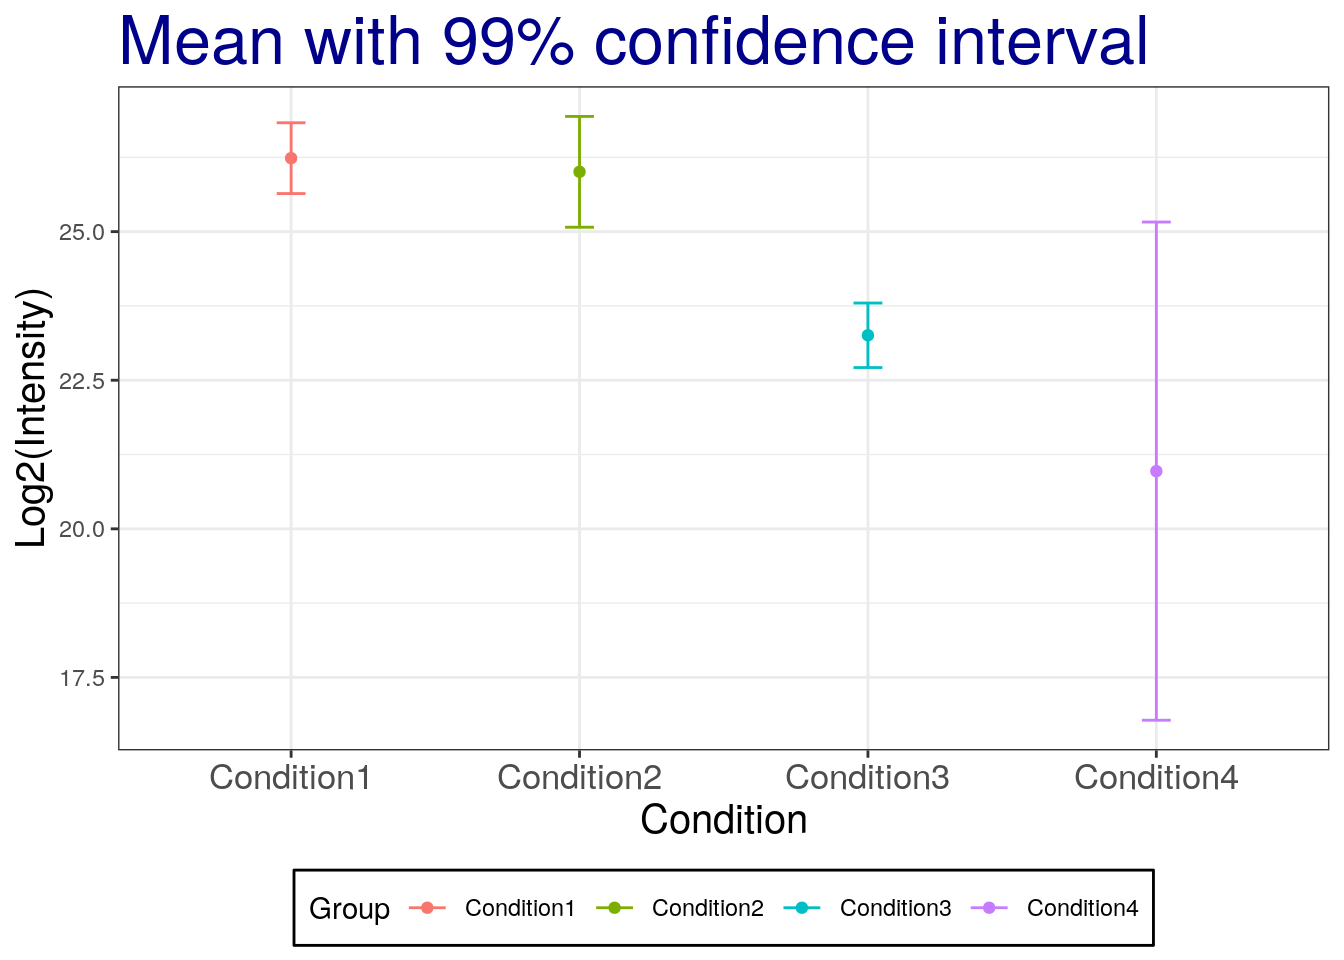 Mean with 99% confidence interval
Log2(Intensity)
25.0
22.5
20.0
17.5
Condition1 Condition2 Condition3 Condition4
Condition
Group Condition1 Condition2 Condition3 Condition4